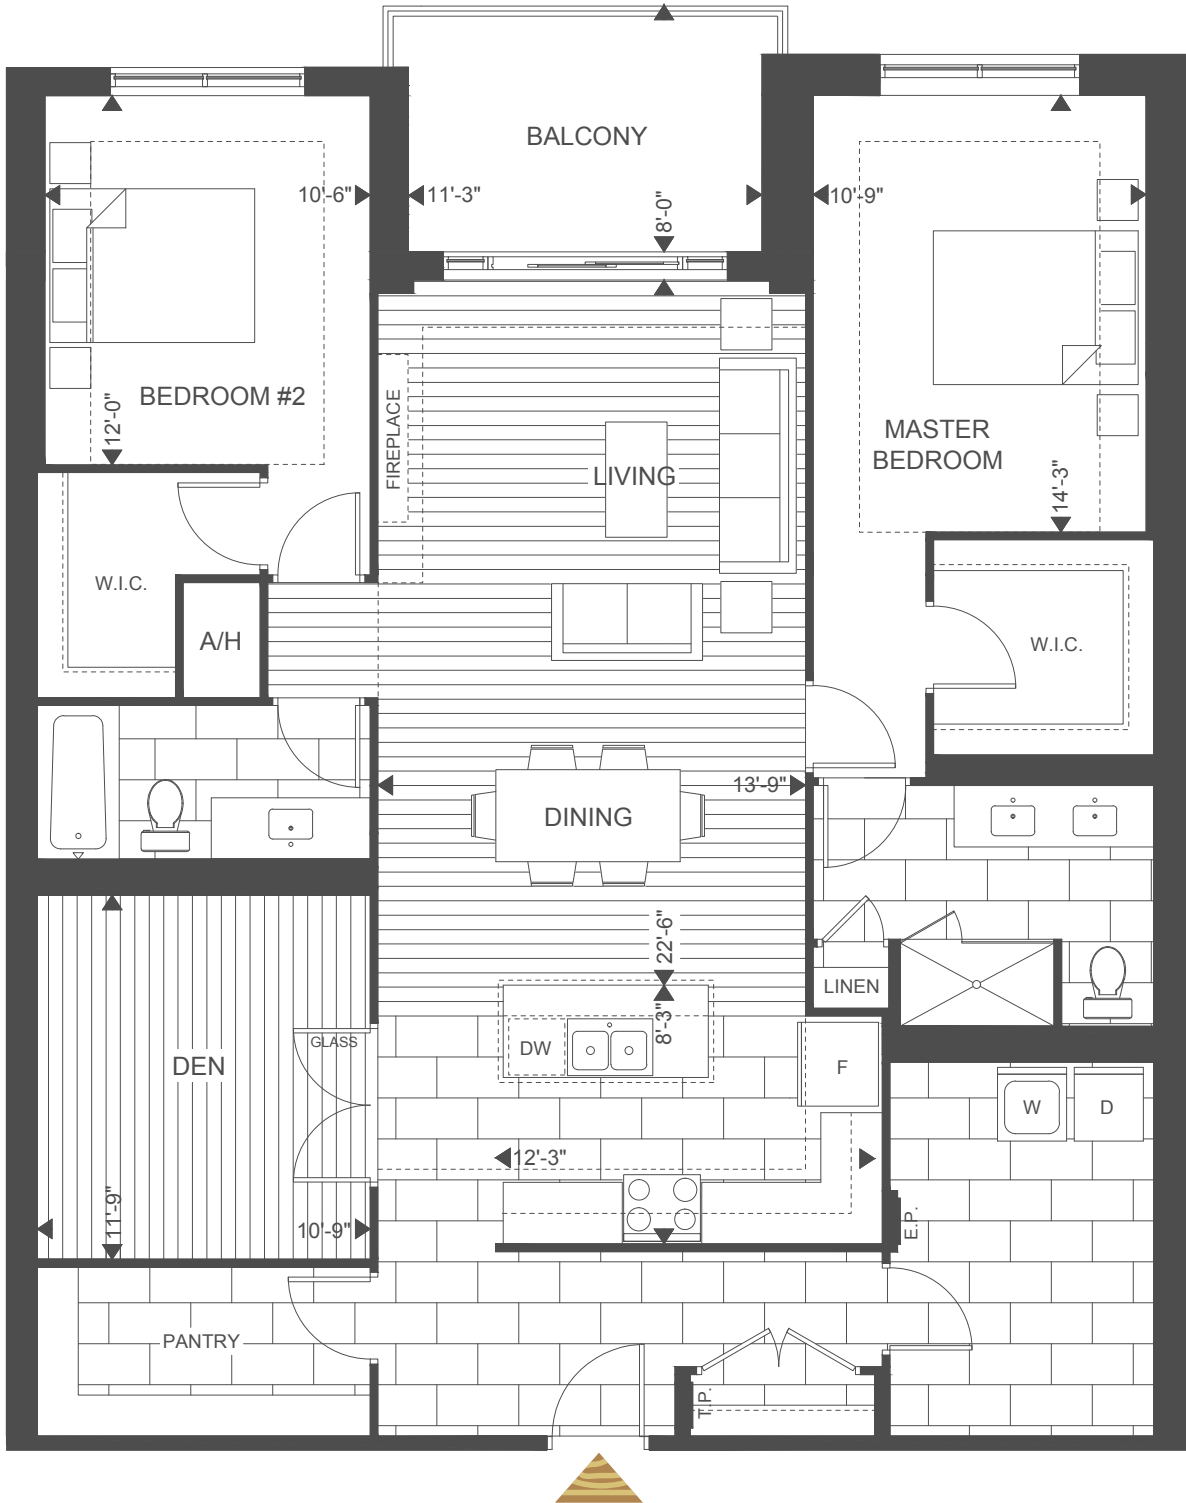 BALCONY
10'-6"
11'-3"
8'-0"
10'-9"
BEDROOM #2
12'-0"
FIREPLACE
LIVING
MASTER
BEDROOM
14'-3"
W.I.C.
A/H
W.I.C.
13'-9"
DINING
22'-6"
LINEN
8'-3"
DW
GLASS
DEN
F
W
D
12'-3"
11'-9"
10'-9"
E.P.
PANTRY
T.P.